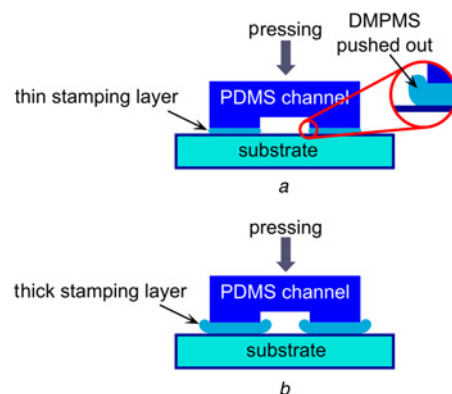 DMPMS
pushed out
pressing
thin stamping layer
PDMS channel
substrate
a
pressing
thick stamping layer
PDMS channel
substrate
b